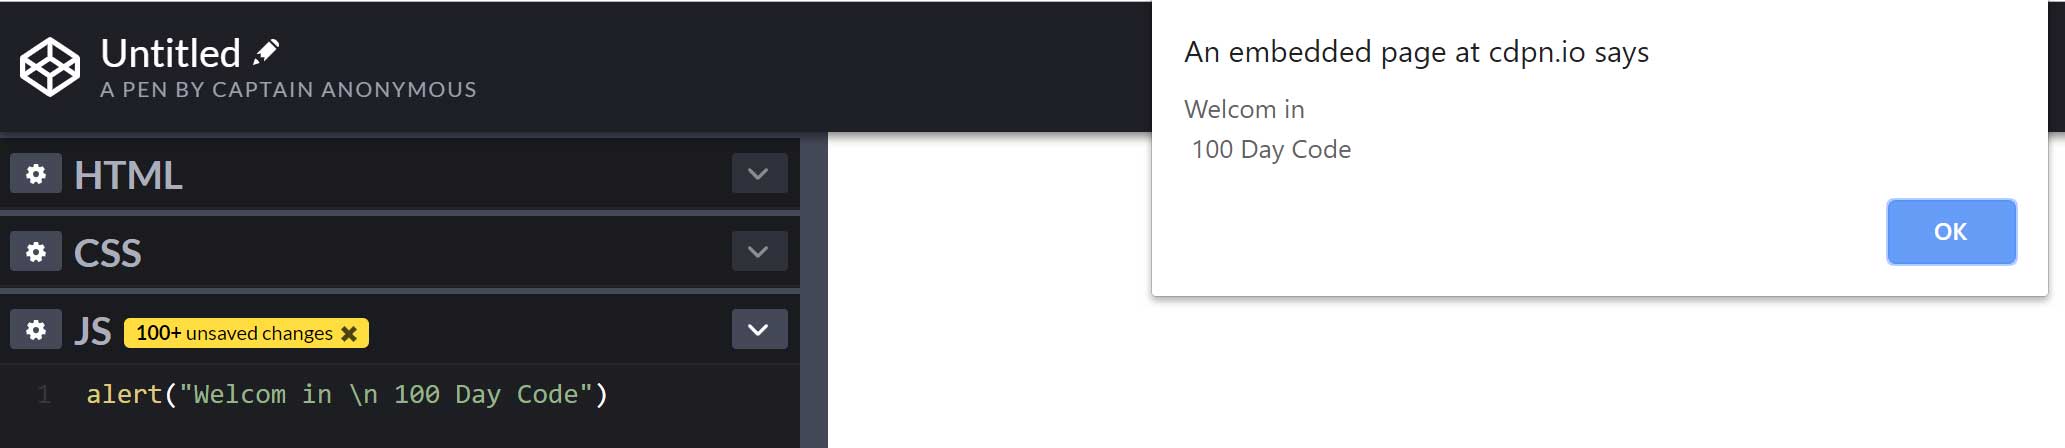 Untitled
A PEN BY CAPTAIN ANONYMOUS
An embedded page at cdpn.io says
Welcom in
100 Day Code
OK
HTML
CSS
JS 100+ unsaved changes
1 alert("Welcom in \n 100 Day Code")